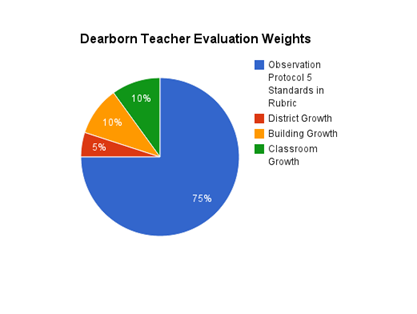 Dearborn Teacher Evaluation Weights
Observation
Protocol 5
Standards in
Rubric
District Growth
Building Growth
Classroom
Growth
10%
10%
5%
75%